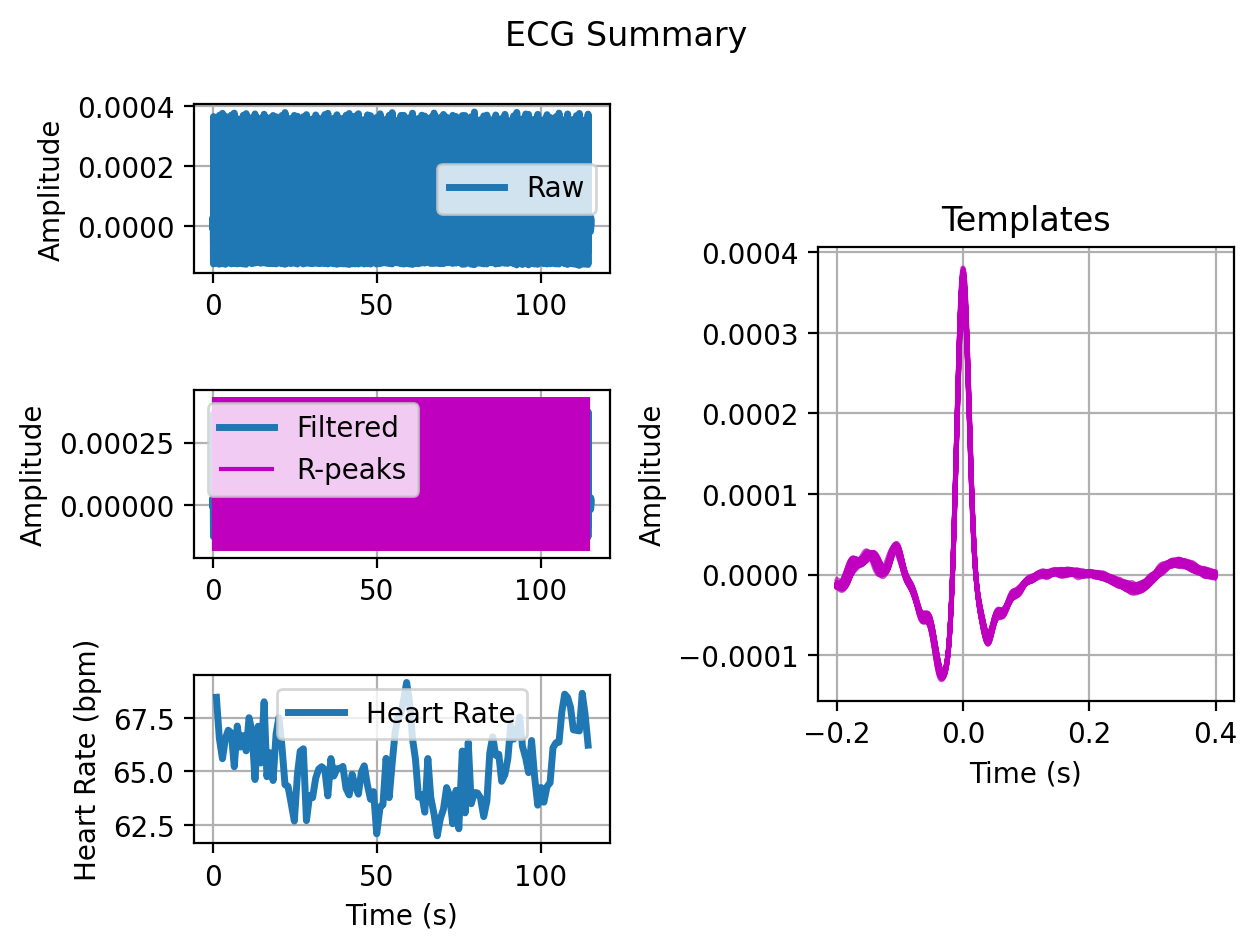 ECG Summary
Amplitude
0.0004
0.0002
0.0000
Raw
0
50
100
Amplitude
0.00025
0.00000
Filtered
R-peaks
0
50
100
Heart Rate (bpm)
67.5
65.0
62.5
Heart Rate
0
50
100
Time (s)
Templates
Amplitude
0.0004
0.0003
0.0002
0.0001
0.0000
−0.0001
−0.2
0.0
0.2
0.4
Time (s)